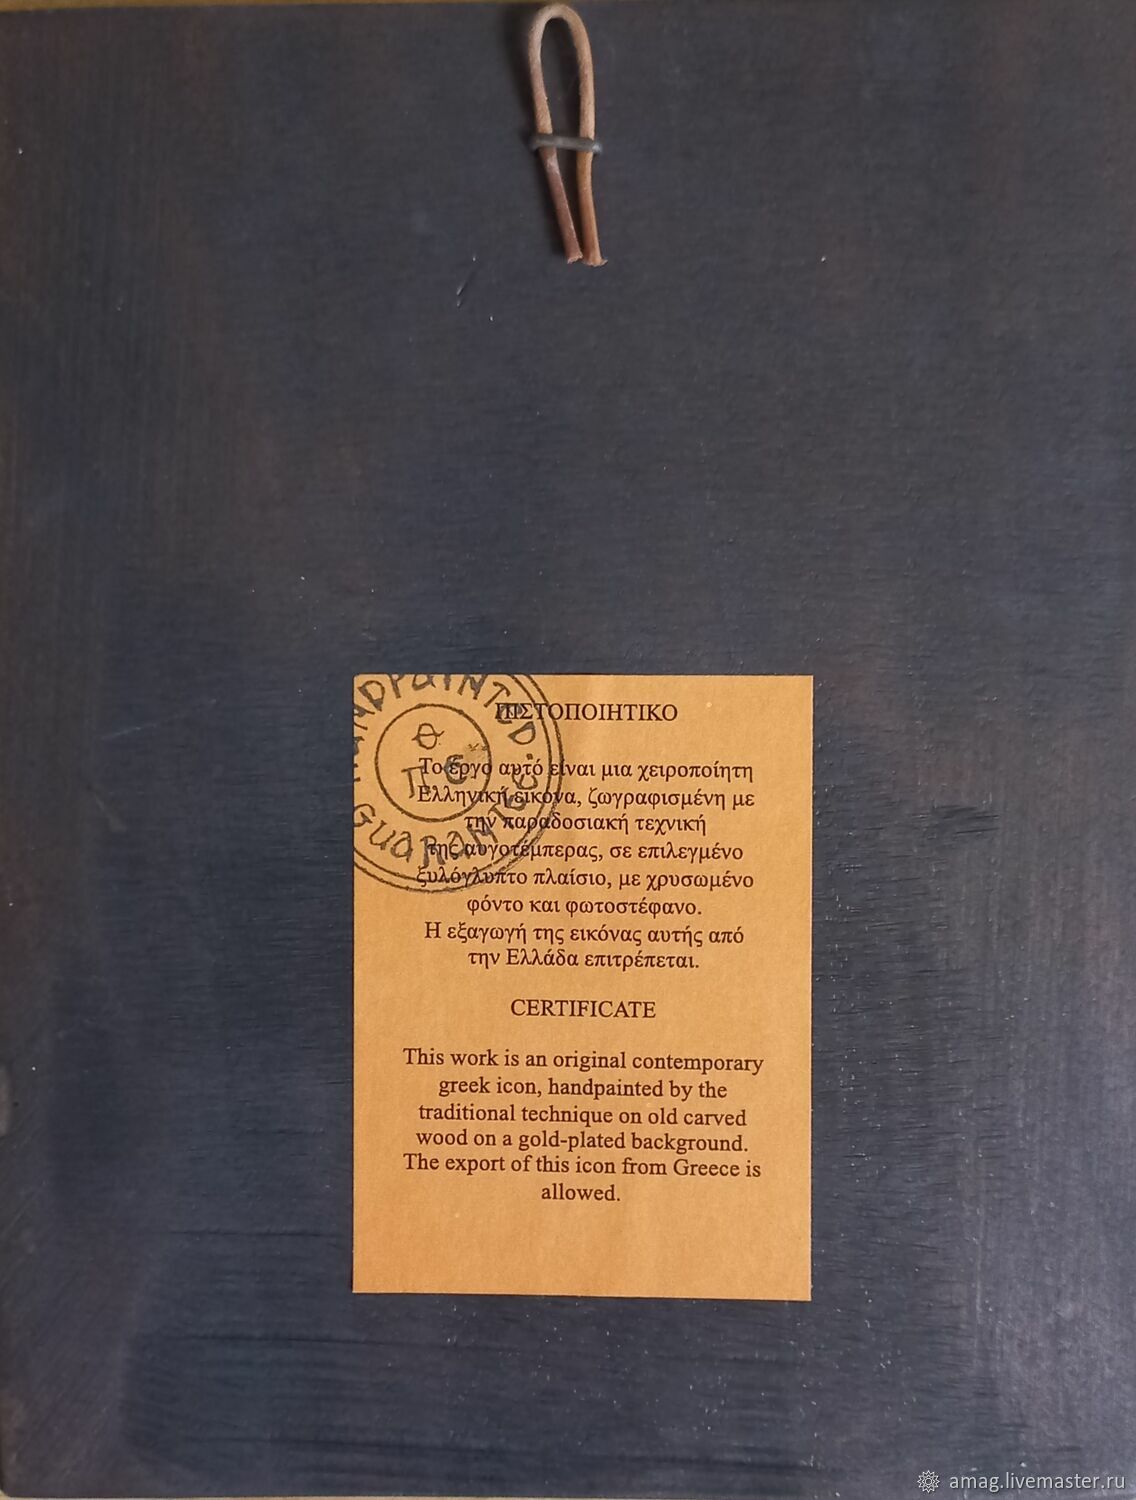 HANDPAINTED · GUARANTEE ·
Θ
Π Ε
ΠΙΣΤΟΠΟΙΗΤΙΚΟ
Το έργο αυτό είναι μια χειροποίητη
Ελληνική εικόνα, ζωγραφισμένη με
την παραδοσιακή τεχνική
της αυγοτέμπερας, σε επιλεγμένο
ξυλόγλυπτο πλαίσιο, με χρυσωμένο
φόντο και φωτοστέφανο.
Η εξαγωγή της εικόνας αυτής από
την Ελλάδα επιτρέπεται.
CERTIFICATE
This work is an original contemporary
greek icon, handpainted by the
traditional technique on old carved
wood on a gold-plated background.
The export of this icon from Greece is
allowed.
amag.livemaster.ru